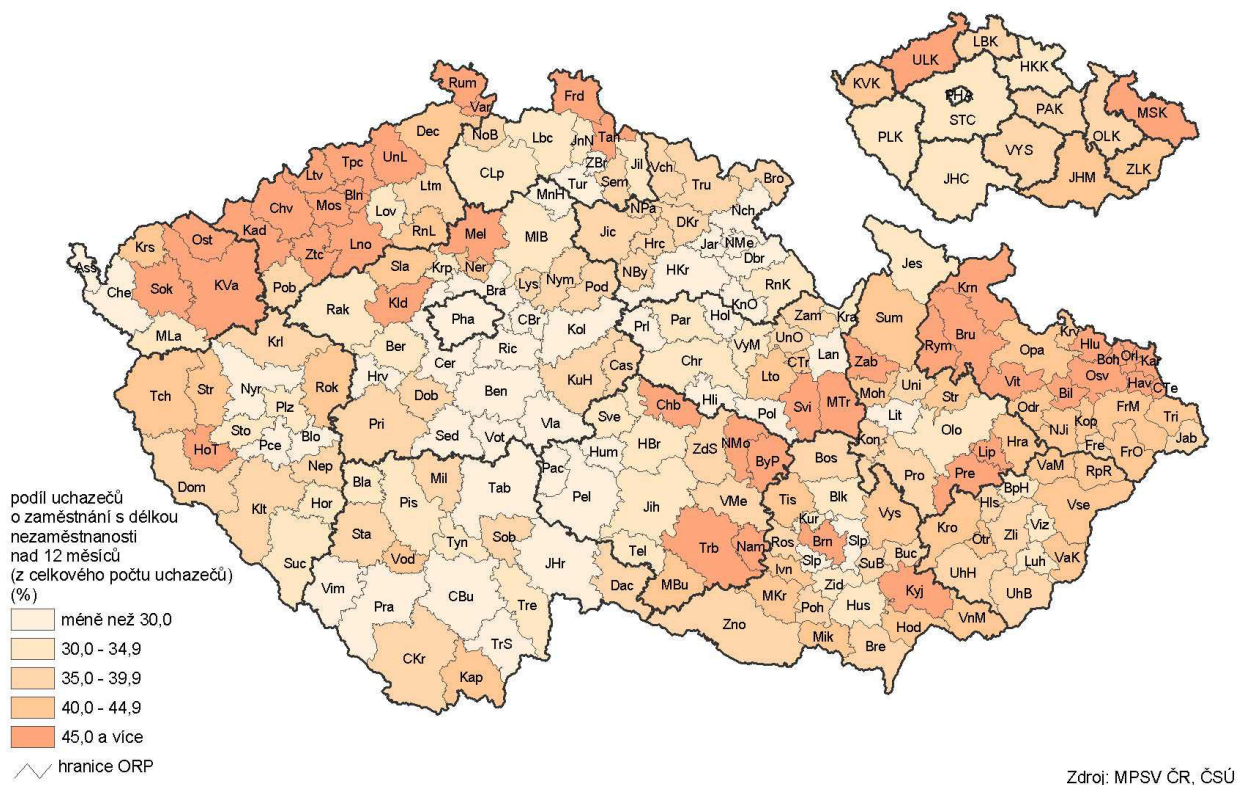 ULK LBK HKK
KVK PHA STC PAK MSK
PLK OLK
VYS ZLK
JHC JHM
Rum
Var Frd
Dec NoB Lbc JnN Tan
Tpc UnL ZBr Jil Vch
Ltv CLp Tur Sem Tru Bro
Bln Ltm MnH
Chv Mos Lov NPa Nch
Kad RnL Mel MlB Jic DKr
Krs Ost Ztc Lno Hrc Jar NMe
Ass Sla Krp Ner Nym NBy HKr Dbr
Che Sok KVa Pob Kld Bra Lys Pod RnK Jes
Rak Pha CBr Kol KnO Krn
MLa Ber Ric Prl Par Hol Zam Kra Sum Bru
Krl Hrv Cer VyM UnO Rym Opa Krv Hlu
Tch Str Nyr Rok Dob KuH Cas Chr CTr Lan Zab Boh Orl Kar
Plz Ben Lto Vit Osv Hav CTe
Sto Pce Blo Pri Chb Hli Svi MTr Moh Uni Str Bil
HoT Sed Vot Vla Sve Pol Lit Odr NJi Kop FrM Tri
Nep HBr ZdS NMo ByP Kon Olo Hra Fre FrO Jab
Dom Bla Mil Tab Pac Hum Bos Pro Pre Lip VaM RpR
Klt Hor Pis Pel Jih VMe Tis Blk Vys Hls BpH Vse
Sta Sob Kur Brn Slp Kro Otr Zli Viz
Suc Vod Tyn Tel Trb Nam Ros Slp Buc SuB Luh VaK
Vim JHr Ivn Zid UhH
Pra CBu Tre Dac MBu MKr Poh Hus Kyj UhB
TrS Zno Mik Bre Hod VnM
CKr Kap
podíl uchazečů
o zaměstnání s délkou
nezaměstnanosti
nad 12 měsíců
(z celkového počtu uchazečů)
(%)
méně než 30,0
30,0 - 34,9
35,0 - 39,9
40,0 - 44,9
45,0 a více
hranice ORP
Zdroj: MPSV ČR, ČSÚ